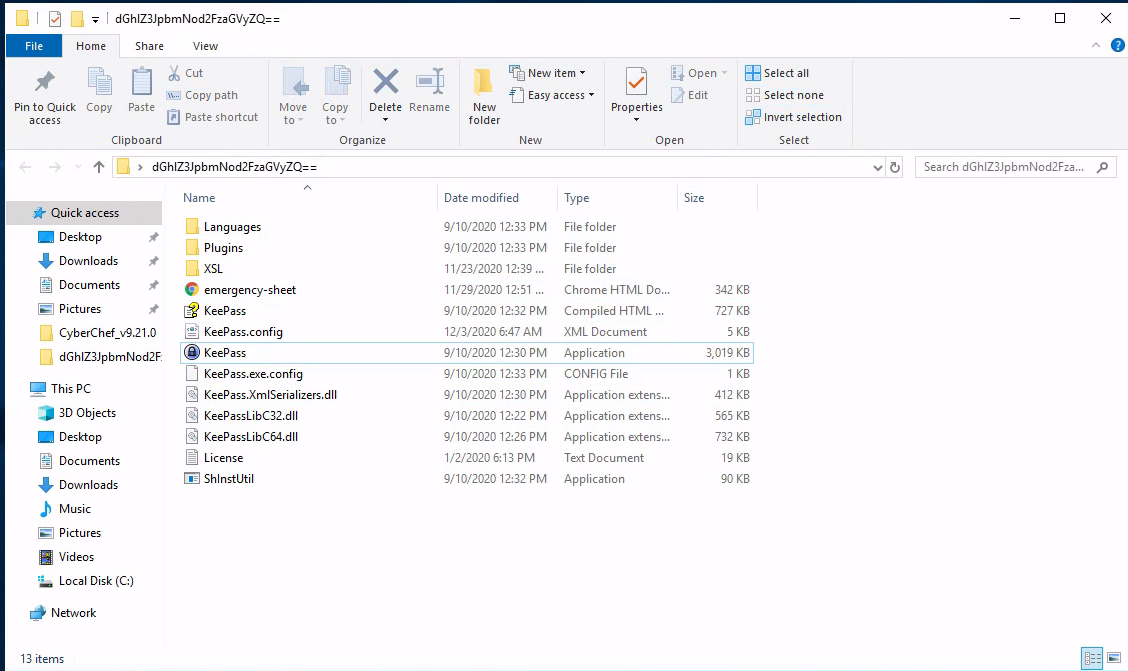 dGhlZ3JpbmNod2FzaGVyZQ==
File Home Share View
Pin to Quick access
Copy
Paste
Cut
Copy path
Paste shortcut
Clipboard
Move to
Copy to
Delete
Rename
Organize
New folder
New item
Easy access
New
Properties
Open
Edit
Open
Select all
Select none
Invert selection
Select
dGhlZ3JpbmNod2FzaGVyZQ==
Search dGhlZ3JpbmNod2Fza...
Quick access
Desktop
Downloads
Documents
Pictures
CyberChef_v9.21.0
dGhlZ3JpbmNod2F:
This PC
3D Objects
Desktop
Documents
Downloads
Music
Pictures
Videos
Local Disk (C:)
Network
Name Date modified Type Size
Languages 9/10/2020 12:33 PM File folder
Plugins 9/10/2020 12:33 PM File folder
XSL 11/23/2020 12:39 ... File folder
emergency-sheet 11/29/2020 12:51 ... Chrome HTML Do... 342 KB
KeePass 9/10/2020 12:32 PM Compiled HTML ... 727 KB
KeePass.config 12/3/2020 6:47 AM XML Document 5 KB
KeePass 9/10/2020 12:30 PM Application 3,019 KB
KeePass.exe.config 9/10/2020 12:33 PM CONFIG File 1 KB
KeePass.XmlSerializers.dll 9/10/2020 12:30 PM Application extens... 412 KB
KeePassLibC32.dll 9/10/2020 12:22 PM Application extens... 565 KB
KeePassLibC64.dll 9/10/2020 12:26 PM Application extens... 732 KB
License 1/2/2020 6:13 PM Text Document 19 KB
ShInstUtil 9/10/2020 12:32 PM Application 90 KB
13 items